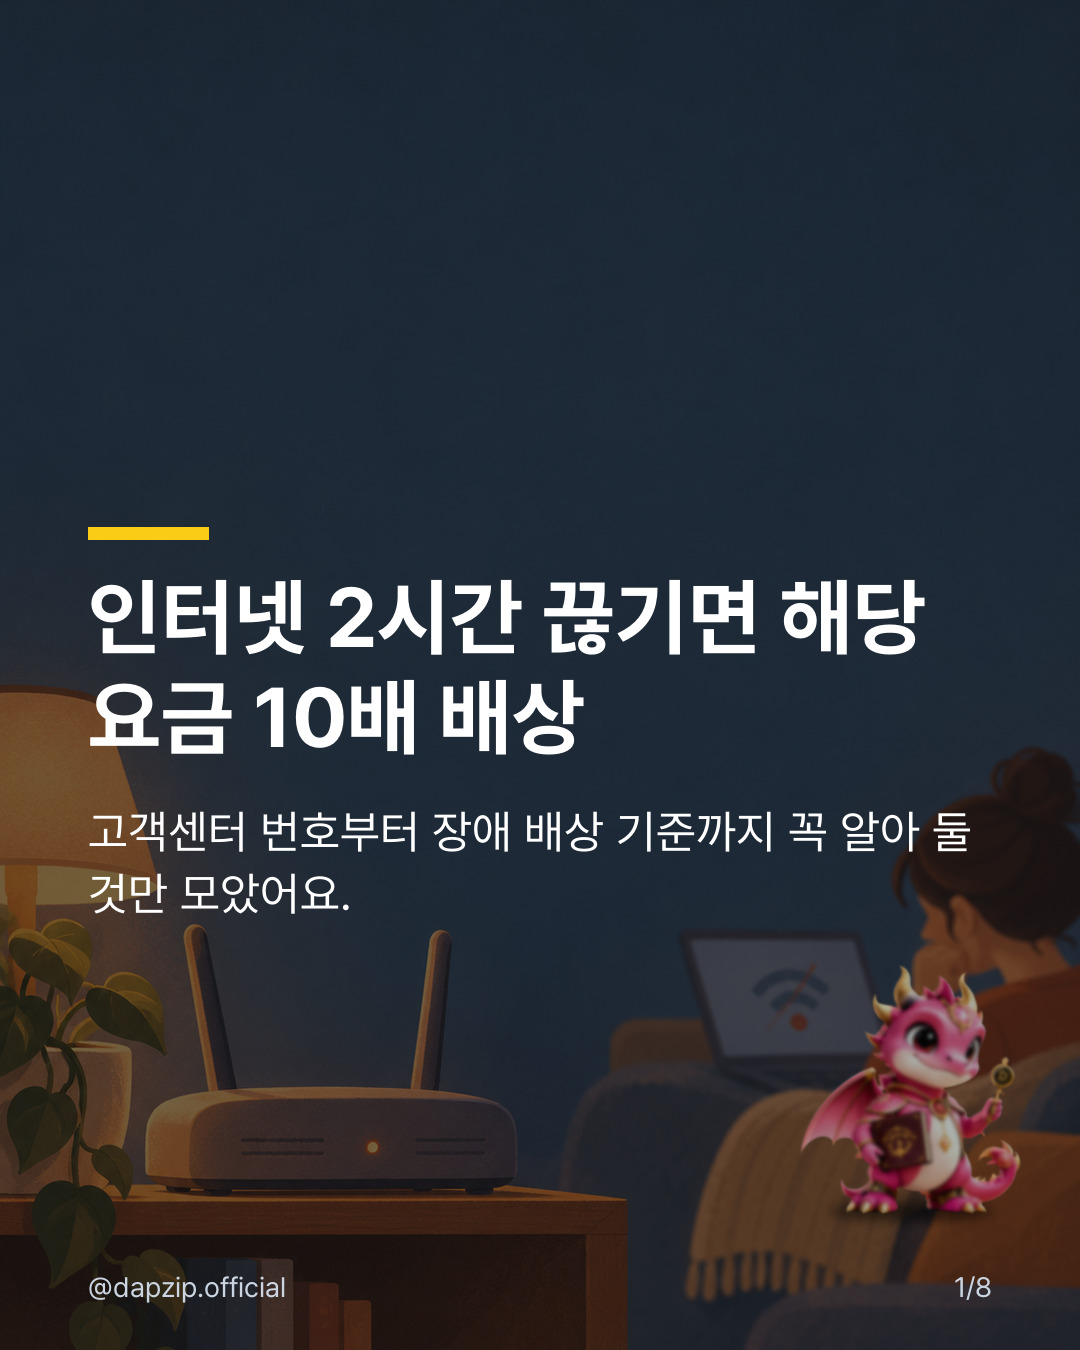 인터넷 2시간 끊기면 해당
요금 10배 배상
고객센터 번호부터 장애 배상 기준까지 꼭 알아 둘
것만 모았어요.
@dapzip.official
1/8